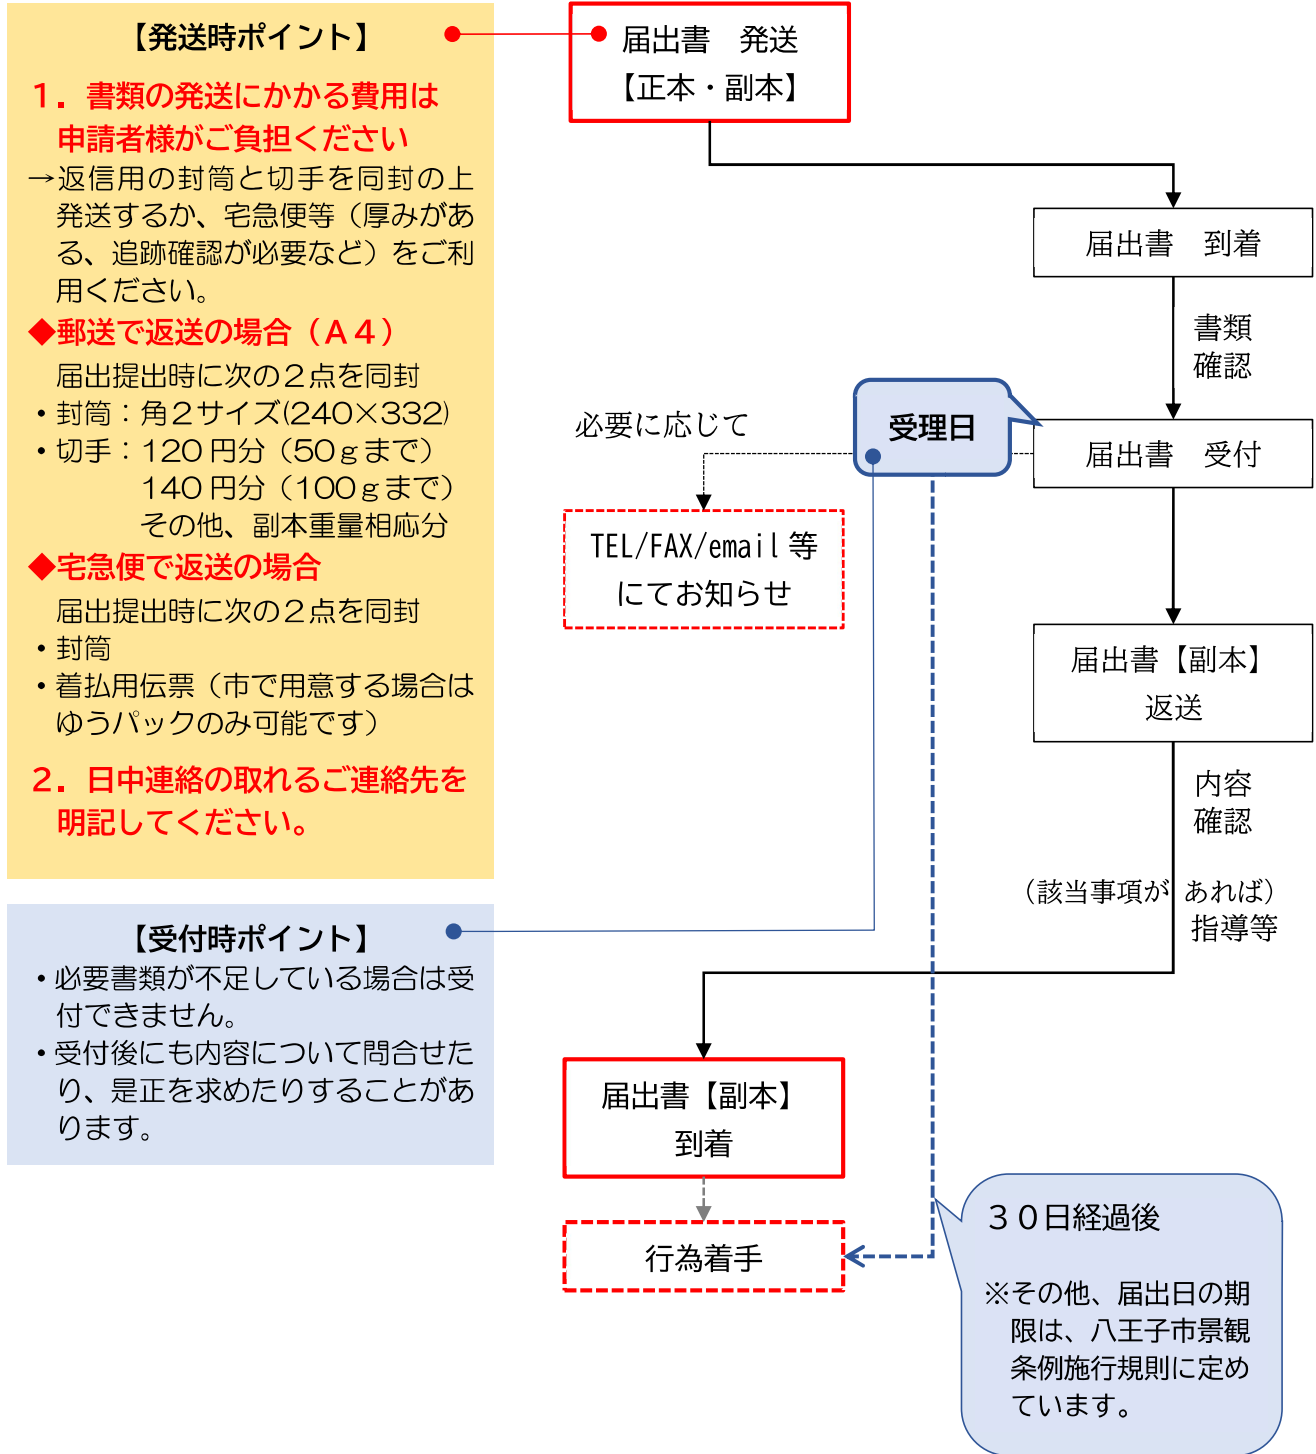 【発送時ポイント】
１．書類の発送にかかる費用は
申請者様がご負担ください
→返信用の封筒と切手を同封の上
発送するか、宅急便等（厚みがあ
る、追跡確認が必要など）をご利
用ください。
◆郵送で返送の場合（Ａ４）
届出提出時に次の２点を同封
・封筒：角２サイズ(240×332)
・切手：120 円分（50ｇまで）
140 円分（100ｇまで）
その他、副本重量相応分
◆宅急便で返送の場合
届出提出時に次の２点を同封
・封筒
・着払用伝票（市で用意する場合は
ゆうパックのみ可能です）
２．日中連絡の取れるご連絡先を
明記してください。
【受付時ポイント】
・必要書類が不足している場合は受
付できません。
・受付後にも内容について問合せた
り、是正を求めたりすることがあ
ります。
届出書　発送
【正本・副本】
届出書　到着
書類
確認
受理日
届出書　受付
必要に応じて
TEL/FAX/email 等
にてお知らせ
届出書【副本】
返送
内容
確認
（該当事項が あれば）
指導等
届出書【副本】
到着
行為着手
３０日経過後
※その他、届出日の期
限は、八王子市景観
条例施行規則に定め
ています。